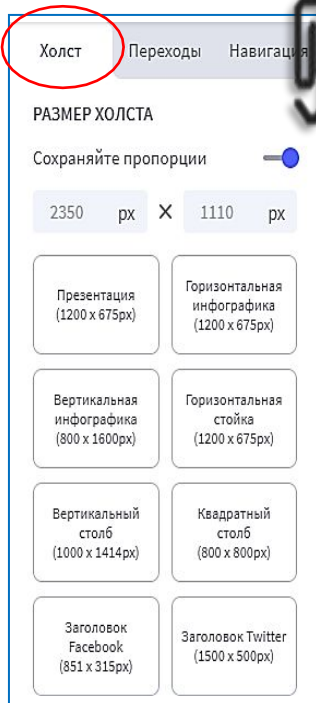 Холст Переходы Навигация
РАЗМЕР ХОЛСТА
Сохраняйте пропорции
2350 px × 1110 px
Презентация
(1200 x 675px)
Горизонтальная
инфографика
(1200 x 675px)
Вертикальная
инфографика
(800 x 1600px)
Горизонтальная
стойка
(1200 x 675px)
Вертикальный
столб
(1000 x 1414px)
Квадратный
столб
(800 x 800px)
Заголовок
Facebook
(851 x 315px)
Заголовок Twitter
(1500 x 500px)